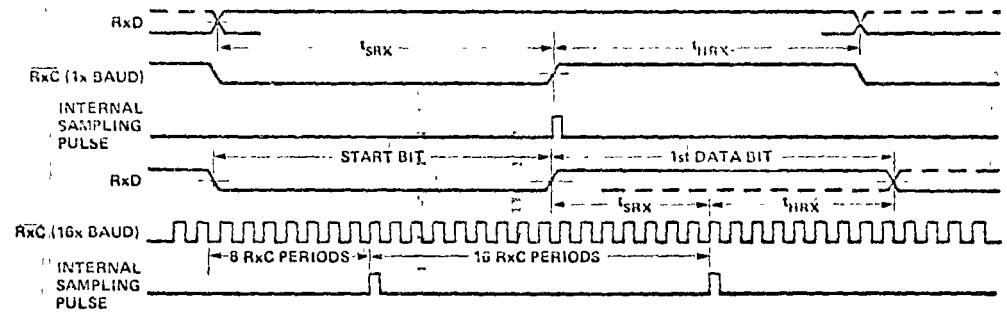 RxD
tSRX
tHRX
RxC (1x BAUD)
INTERNAL
SAMPLING
PULSE
START BIT
1st DATA BIT
RxD
tSRX
tHRX
RxC (16x BAUD)
8 RxC PERIODS
16 RxC PERIODS
INTERNAL
SAMPLING
PULSE